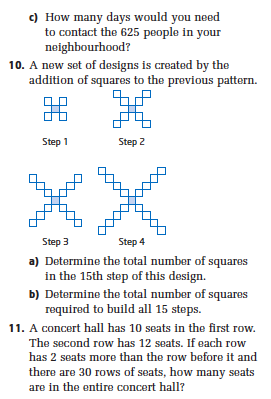 c) How many days would you need
to contact the 625 people in your
neighbourhood?
10. A new set of designs is created by the
addition of squares to the previous pattern.
Step 1 Step 2
Step 3 Step 4
a) Determine the total number of squares
in the 15th step of this design.
b) Determine the total number of squares
required to build all 15 steps.
11. A concert hall has 10 seats in the first row.
The second row has 12 seats. If each row
has 2 seats more than the row before it and
there are 30 rows of seats, how many seats
are in the entire concert hall?